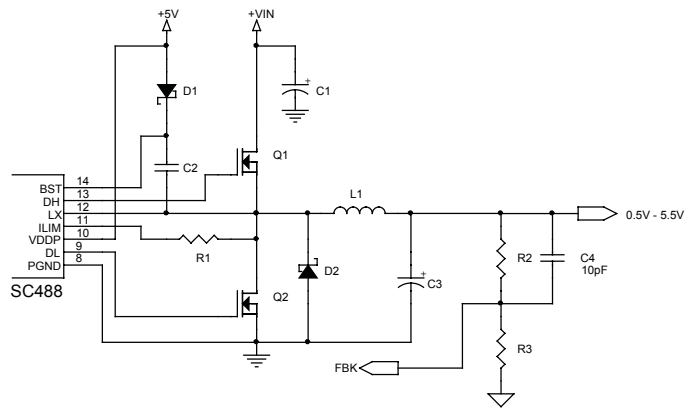 +5V
+VIN
D1
C1
C2
Q1
BST 14
DH 13
LX 12
ILIM 11
VDDP 10
DL 9
PGND 8
SC488
R1
L1
0.5V - 5.5V
D2
C3
R2
C4
10pF
Q2
R3
FBK